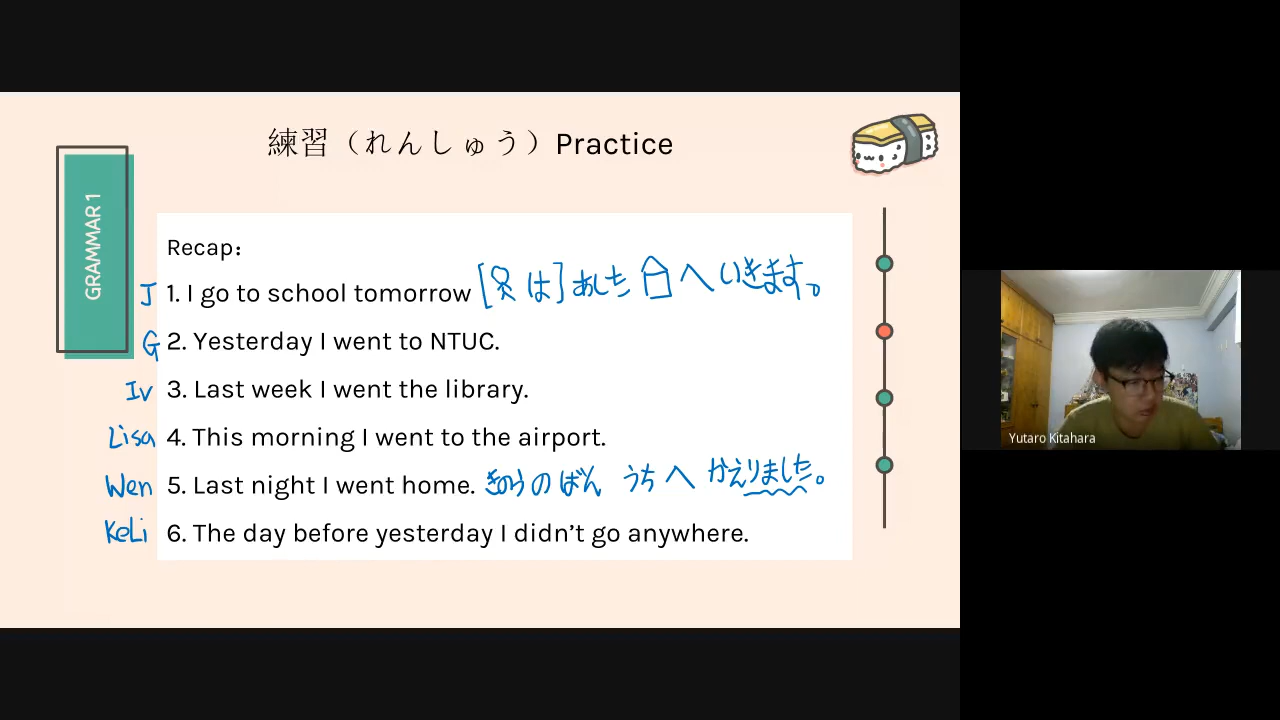 練習（れんしゅう）Practice
GRAMMAR 1
Recap:
J 1. I go to school tomorrow [は] あした へ いきます。
G 2. Yesterday I went to NTUC.
Iv 3. Last week I went the library.
Lisa 4. This morning I went to the airport.
Wen 5. Last night I went home. きのうのばん うちへ かえりました。
KeLi 6. The day before yesterday I didn't go anywhere.
Yutaro Kitahara